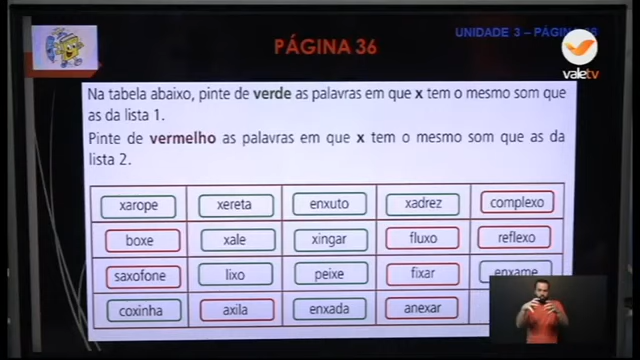 UNIDADE 3 – PÁGINA
PÁGINA 36
valetv
Na tabela abaixo, pinte de verde as palavras em que x tem o mesmo som que
as da lista 1.
Pinte de vermelho as palavras em que x tem o mesmo som que as da
lista 2.
xarope xereta enxuto xadrez complexo
boxe xale xingar fluxo reflexo
saxofone lixo peixe fixar enxame
coxinha axila enxada anexar